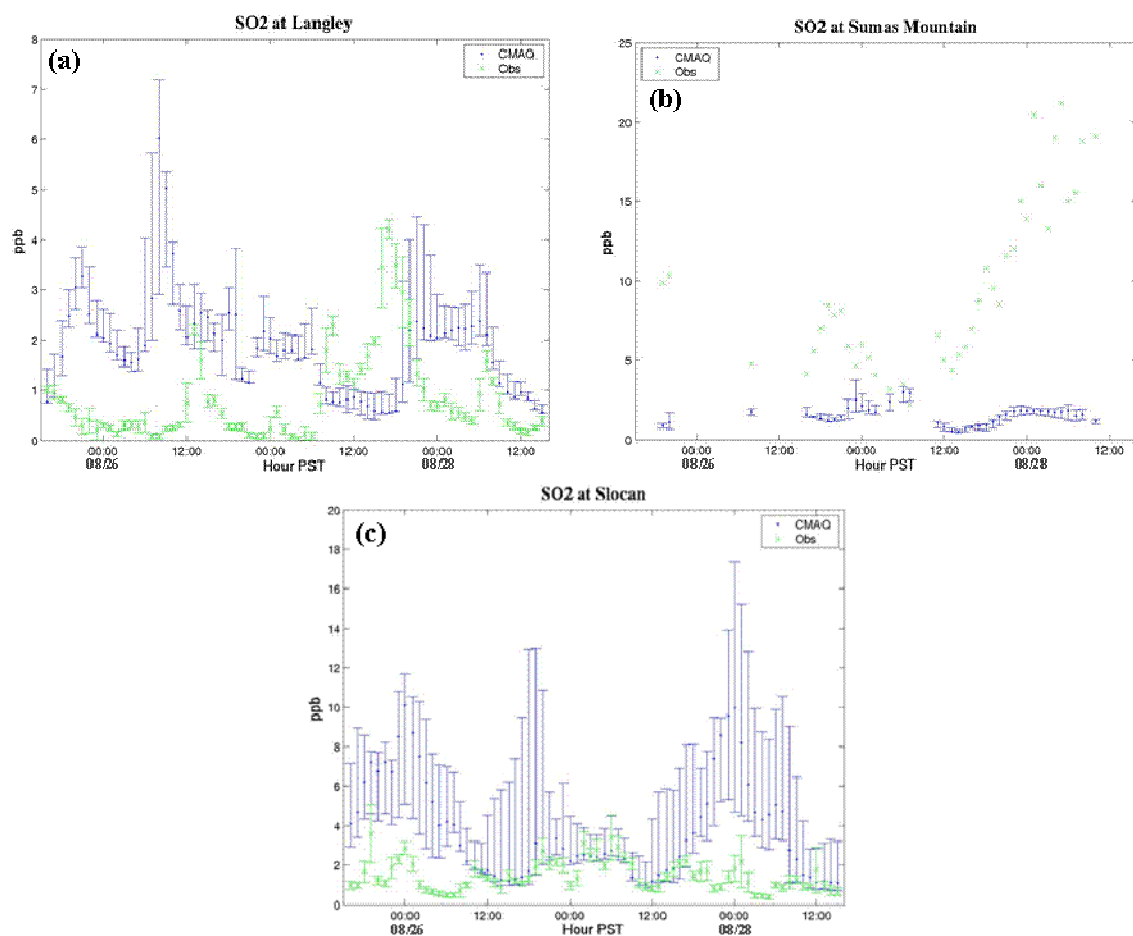 SO2 at Langley
(a)
CMAQ
Obs
8
7
6
5
4
3
2
1
0
ppb
00:00
12:00
00:00
12:00
00:00
12:00
08/26
Hour PST
08/28
SO2 at Sumas Mountain
(b)
CMAQ
Obs
25
20
15
10
5
0
ppb
00:00
12:00
00:00
12:00
00:00
12:00
08/26
Hour PST
08/28
SO2 at Slocan
(c)
CMAQ
Obs
20
18
16
14
12
10
8
6
4
2
0
ppb
00:00
12:00
00:00
12:00
00:00
12:00
08/26
Hour PST
08/28